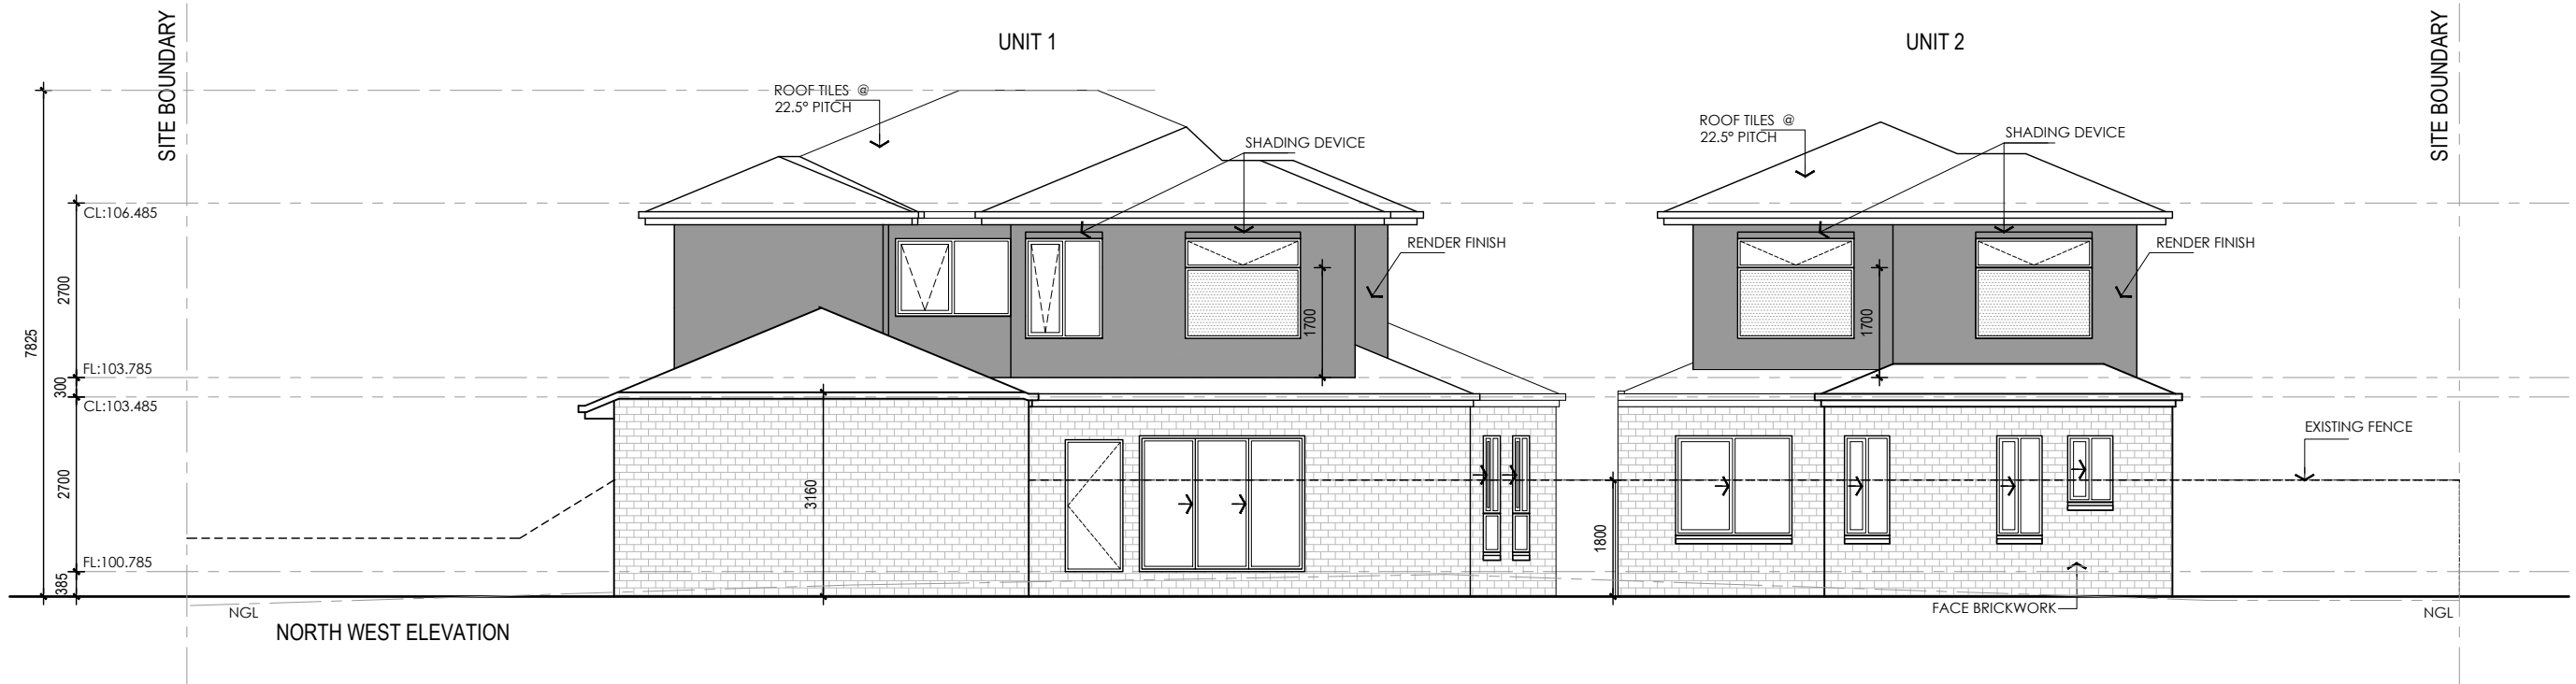 UNIT 1
UNIT 2
SITE BOUNDARY
SITE BOUNDARY
ROOF TILES @
22.5° PITCH
SHADING DEVICE
ROOF TILES @
22.5° PITCH
SHADING DEVICE
CL:106.485
RENDER FINISH
RENDER FINISH
2700
7825
1700
1700
FL:103.785
300
CL:103.485
EXISTING FENCE
2700
3160
1800
FL:100.785
385
NGL
FACE BRICKWORK
NGL
NORTH WEST ELEVATION